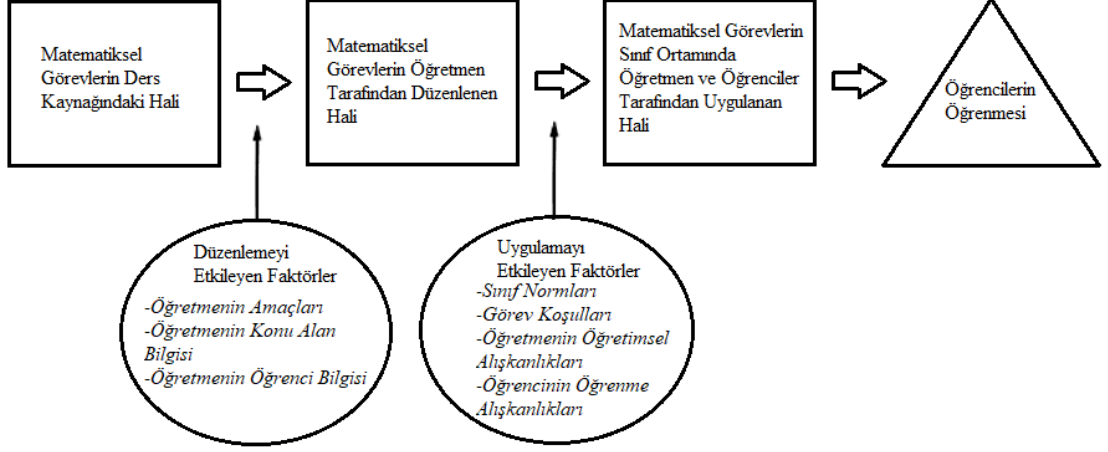 Matematiksel
Görevlerin Ders
Kaynağındaki Hali
Matematiksel
Görevlerin Öğretmen
Tarafından Düzenlenen
Hali
Matematiksel Görevlerin
Sınıf Ortamında
Öğretmen ve Öğrenciler
Tarafından Uygulanan
Hali
Öğrencilerin
Öğrenmesi
Düzenlemeyi
Etkileyen Faktörler
-Öğretmenin Amaçları
-Öğretmenin Konu Alan
Bilgisi
-Öğretmenin Öğrenci Bilgisi
Uygulamayı
Etkileyen Faktörler
-Sınıf Normları
-Görev Koşulları
-Öğretmenin Öğretimsel
Alışkanlıkları
-Öğrencinin Öğrenme
Alışkanlıkları